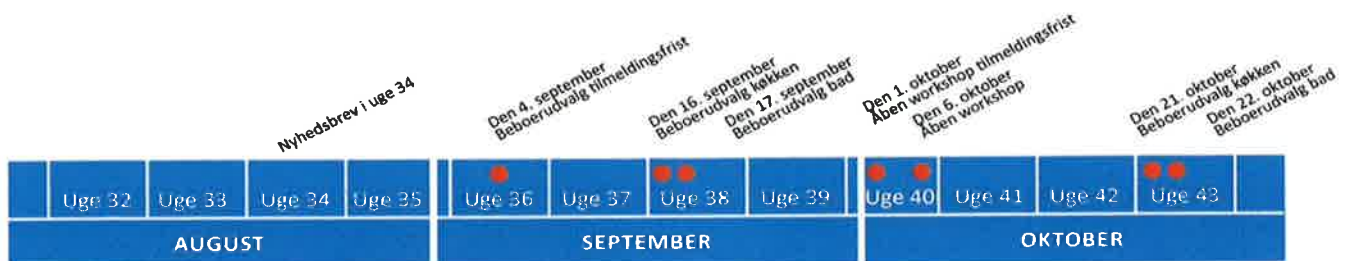 Nyhedsbrev i uge 34
Den 4. september
Beboerudvalg tilmeldingsfrist
Den 16. september
Beboerudvalg køkken
Den 17. september
Beboerudvalg bad
Den 1. oktober
Åben workshop tilmeldingsfrist
Den 6. oktober
Åben workshop
Den 21. oktober
Beboerudvalg køkken
Den 22. oktober
Beboerudvalg bad
Uge 32 Uge 33 Uge 34 Uge 35 Uge 36 Uge 37 Uge 38 Uge 39 Uge 40 Uge 41 Uge 42 Uge 43
AUGUST SEPTEMBER OKTOBER